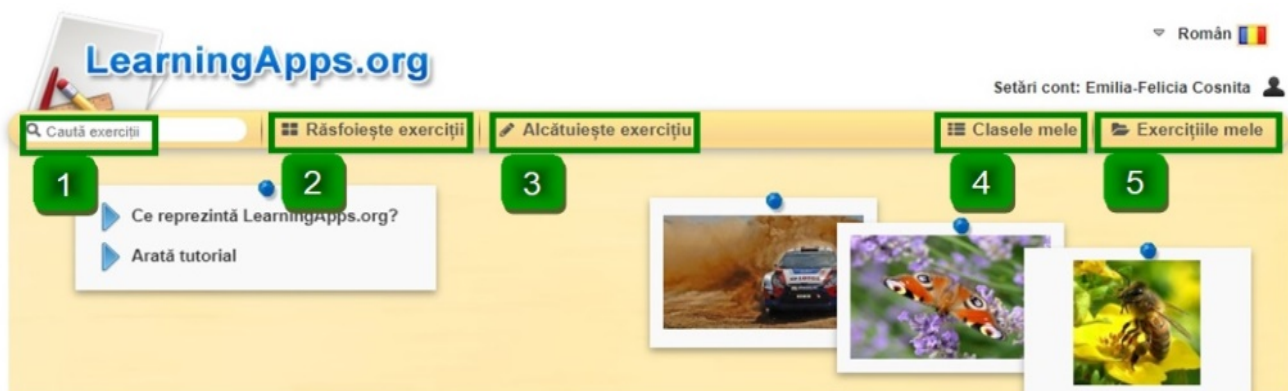 Român
LearningApps.org
Setări cont: Emilia-Felicia Cosnita
Caută exerciții
Răsfoiește exerciții
Alcătuiește exercițiu
Clasele mele
Exercițiile mele
1
2
3
4
5
Ce reprezintă LearningApps.org?
Arată tutorial